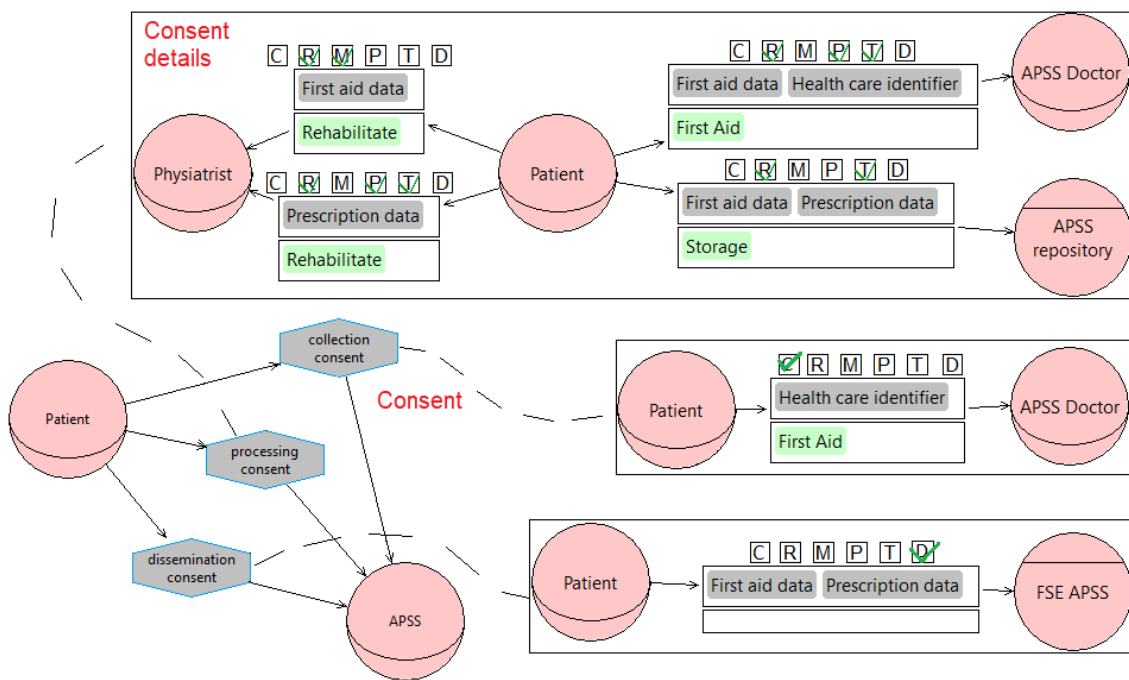 Consent
details
C R M P T D
First aid data
Rehabilitate
C R M P T D
Prescription data
Rehabilitate
Physiatrist
Patient
C R M P T D
First aid data Health care identifier
First Aid
APSS Doctor
C R M P T D
First aid data Prescription data
Storage
APSS
repository
Patient
collection
consent
Consent
processing
consent
dissemination
consent
APSS
Patient
C R M P T D
Health care identifier
First Aid
APSS Doctor
Patient
C R M P T D
First aid data Prescription data
FSE APSS